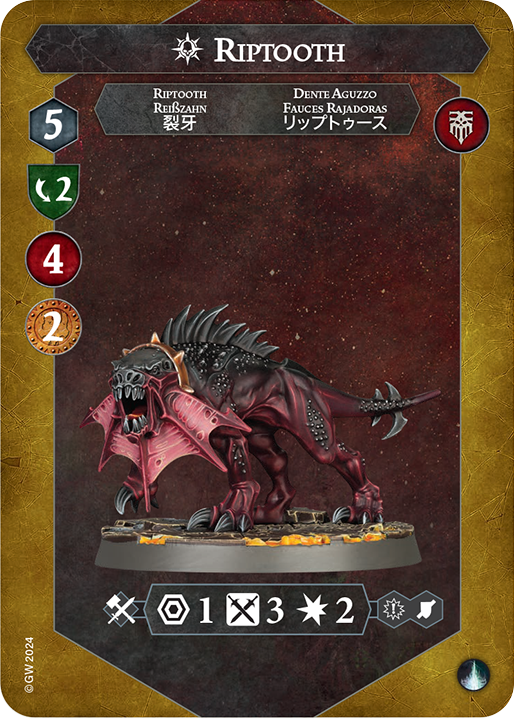 RIPTOOTH
RIPTOOTH
REIẞZAHN
裂牙
DENTE AGUZZO
FAUCES RAJADORAS
リップトゥース
5
2
4
2
1 3 2
©GW 2024